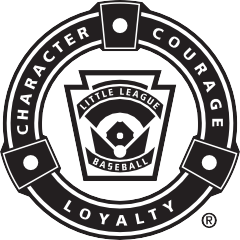 CHARACTER
COURAGE
LOYALTY
LITTLE LEAGUE
BASEBALL
®